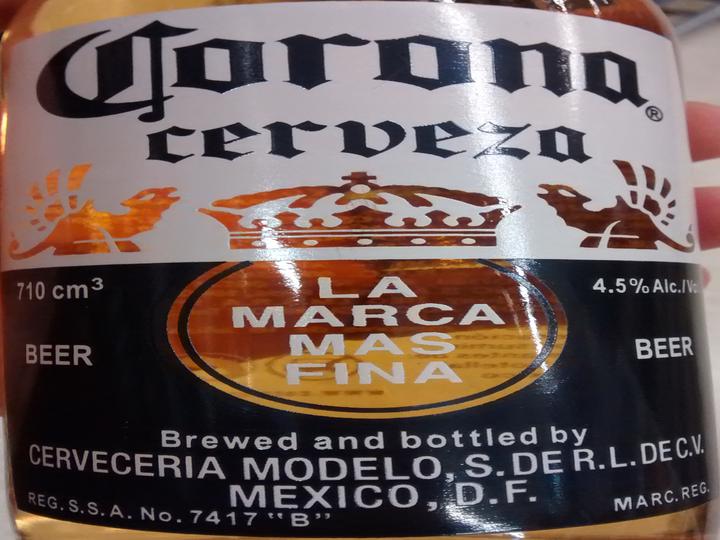 Corona®
cerveza
710 cm³
4.5% Alc./Vo
LA
MARCA
MAS
FINA
BEER
BEER
Brewed and bottled by
CERVECERIA MODELO, S. DE R.L. DE C.V.
MEXICO, D.F.
REG. S.S.A. No. 7417 "B"
MARC. REG.